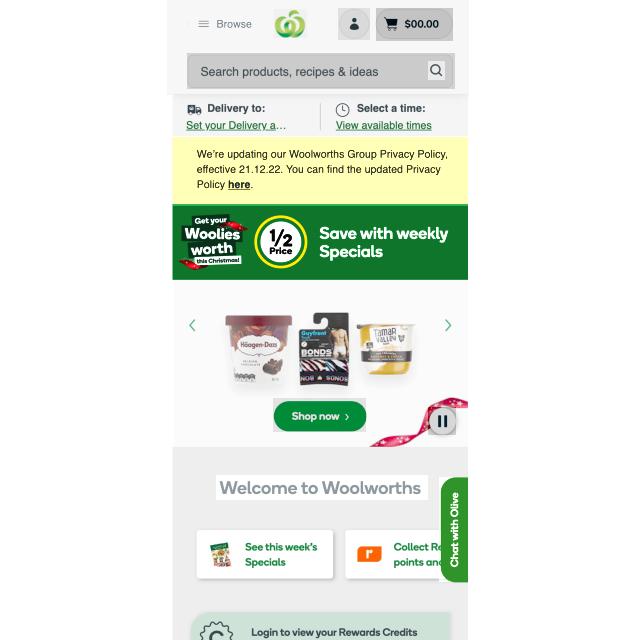 Browse
$00.00
Search products, recipes & ideas
Delivery to:
Set your Delivery a...
Select a time:
View available times
We're updating our Woolworths Group Privacy Policy,
effective 21.12.22. You can find the updated Privacy
Policy here.
Get your
Woolies
worth
this Christmas!
1/2
Price
Save with weekly
Specials
Häagen-Dazs
Guyfront
BONDS
TAMAR
VALLEY
Shop now
Welcome to Woolworths
Chat with Olive
See this week's
Specials
Collect Re
points and
Login to view your Rewards Credits